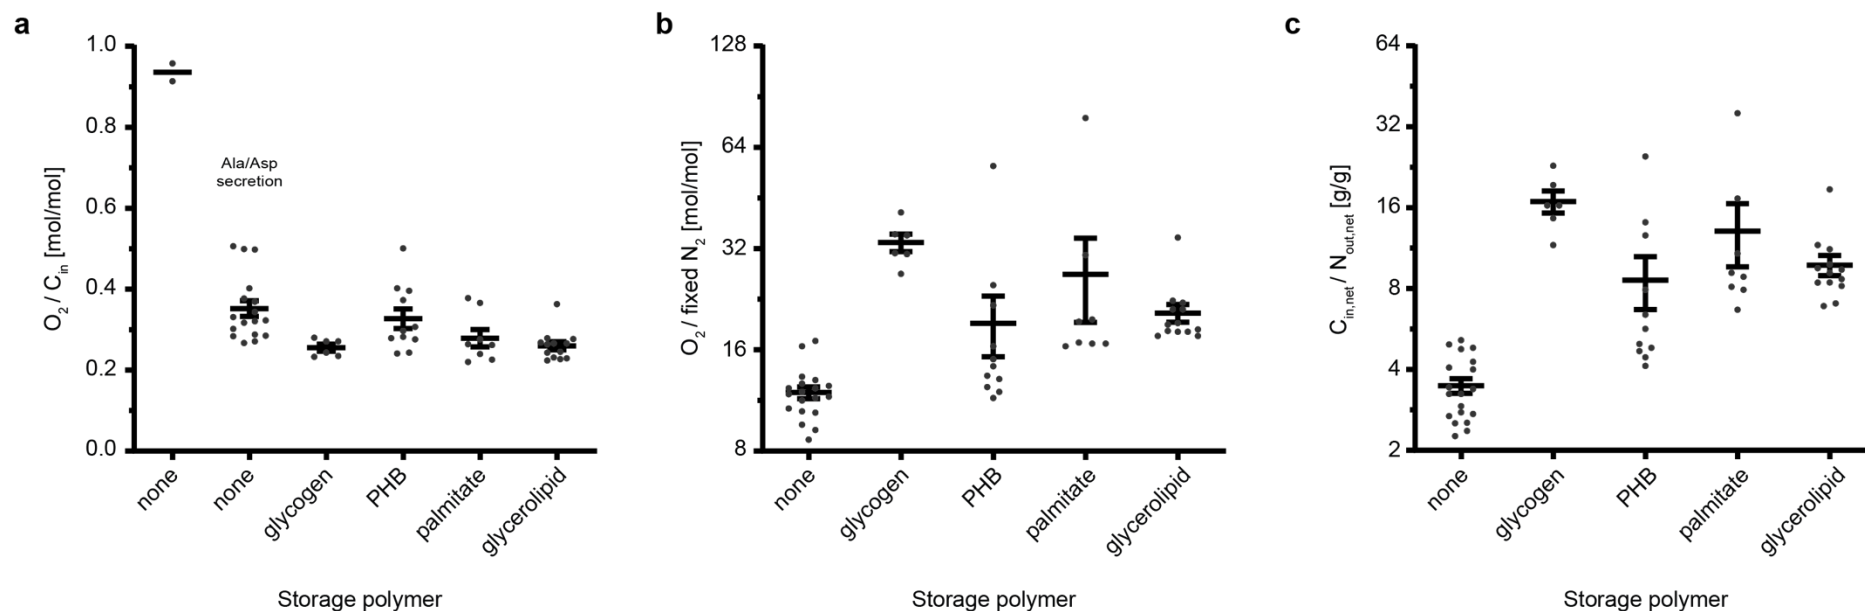 a
1.0
0.8
0.6
0.4
0.2
0.0
O2 / Cin [mol/mol]
Ala/Asp
secretion
none
none
glycogen
PHB
palmitate
glycerolipid
Storage polymer
b
128
64
32
16
8
O2 / fixed N2 [mol/mol]
none
glycogen
PHB
palmitate
glycerolipid
Storage polymer
c
64
32
16
8
4
2
Cin,net / Nout,net [g/g]
none
glycogen
PHB
palmitate
glycerolipid
Storage polymer